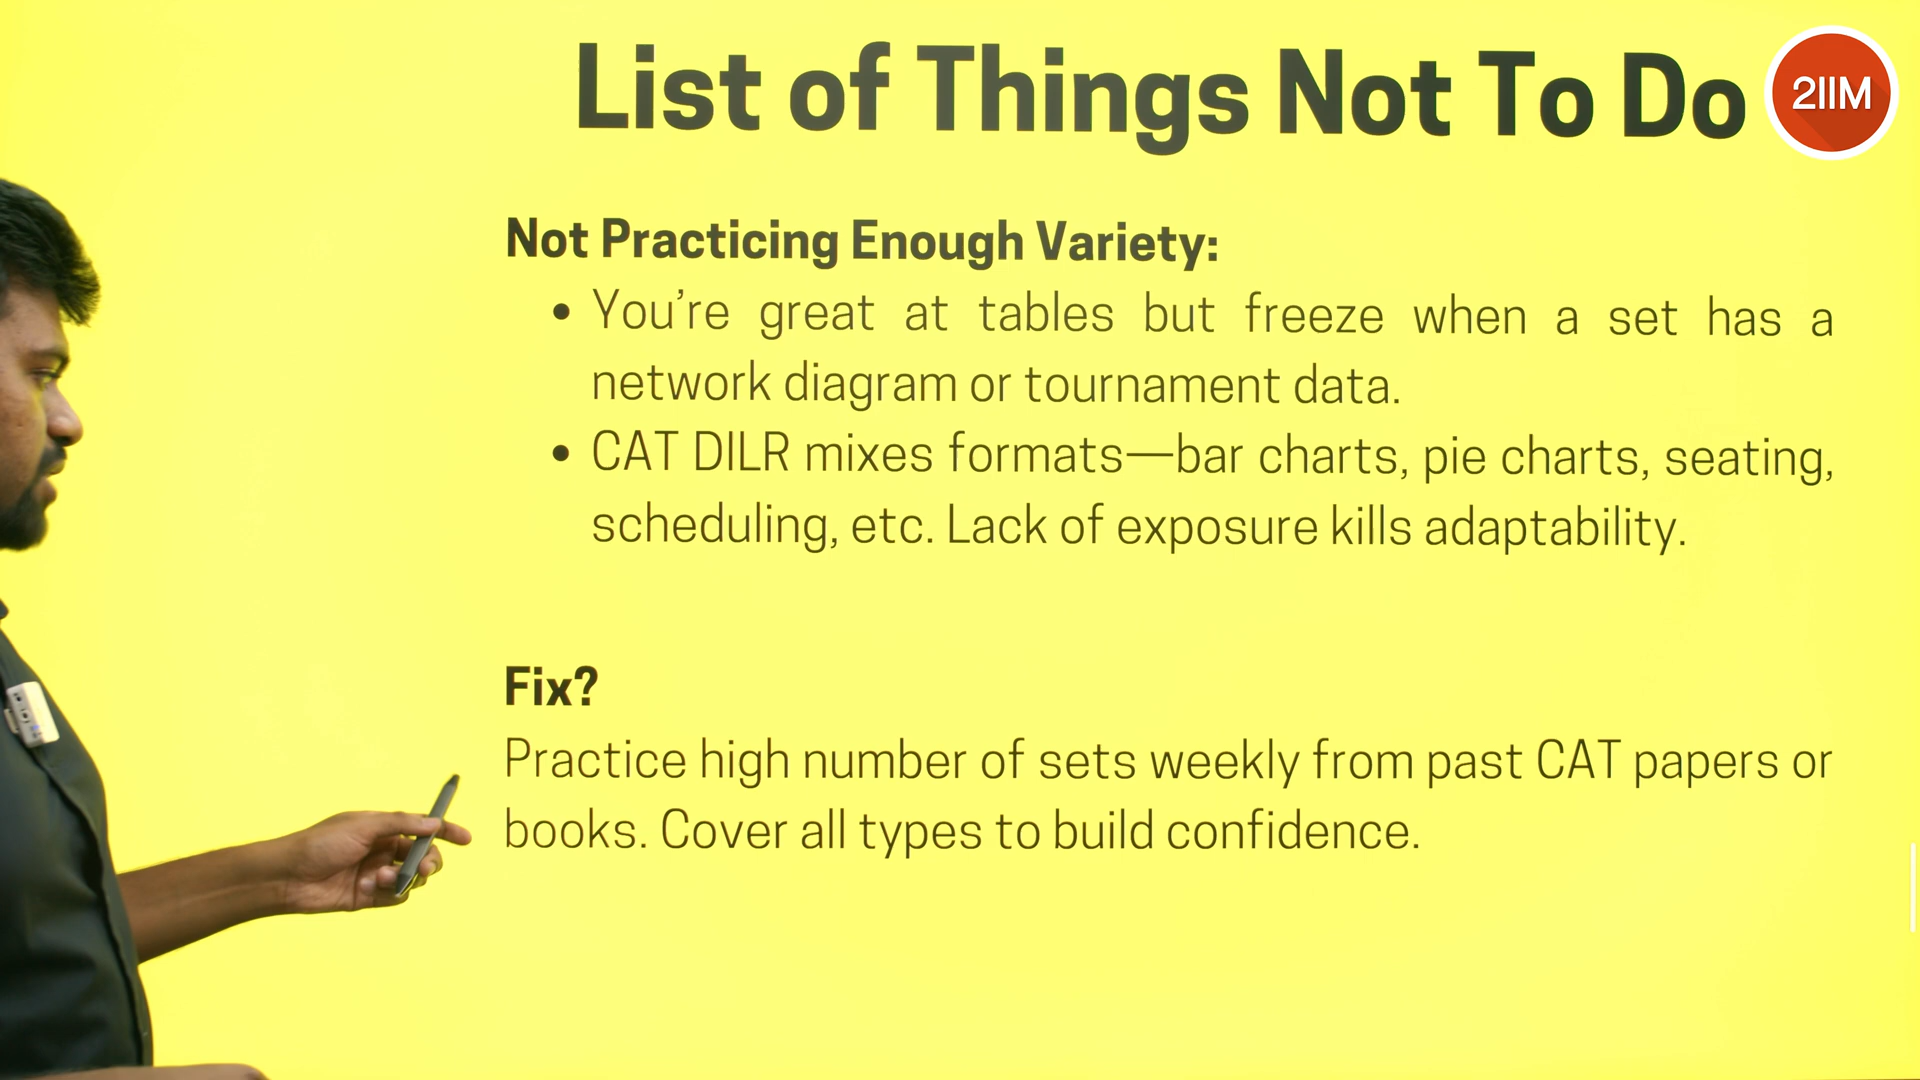 List of Things Not To Do
2IIM
Not Practicing Enough Variety:
• You’re great at tables but freeze when a set has a
network diagram or tournament data.
• CAT DILR mixes formats—bar charts, pie charts, seating,
scheduling, etc. Lack of exposure kills adaptability.
Fix?
Practice high number of sets weekly from past CAT papers or
books. Cover all types to build confidence.